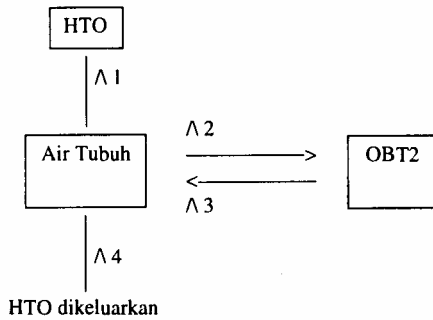 HTO
Λ 1
Λ 2
Air Tubuh
OBT2
Λ 3
Λ 4
HTO dikeluarkan